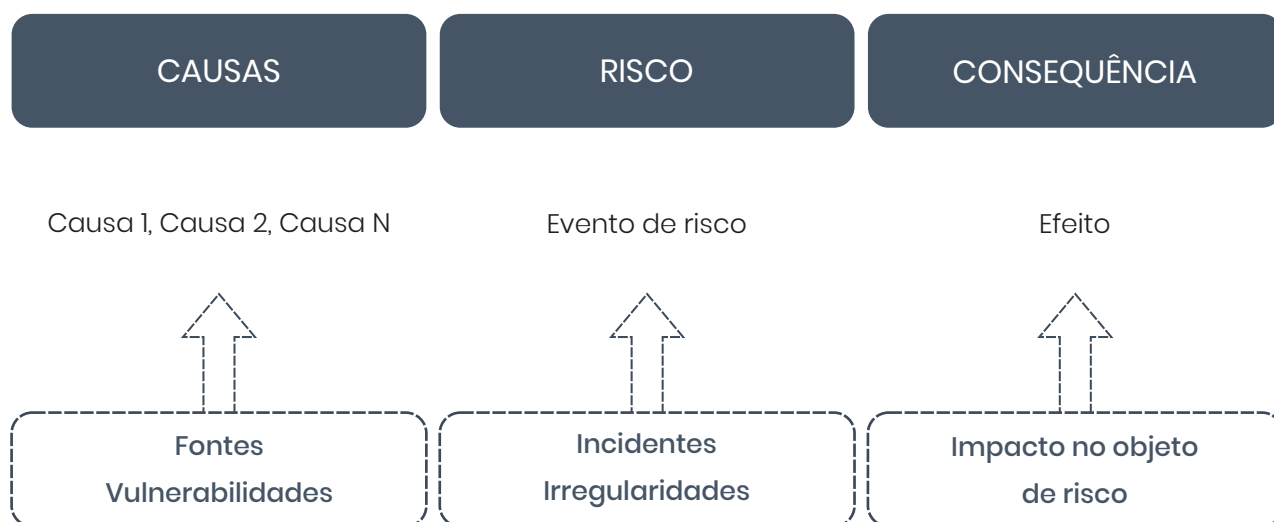 CAUSAS
RISCO
CONSEQUÊNCIA
Causa 1, Causa 2, Causa N
Evento de risco
Efeito
Fontes
Vulnerabilidades
Incidentes
Irregularidades
Impacto no objeto
de risco